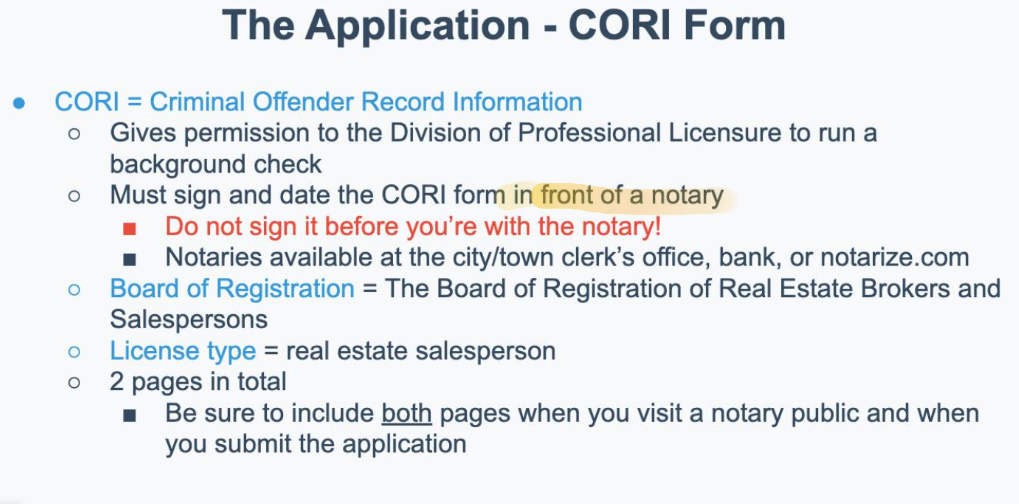 The Application - CORI Form
● CORI = Criminal Offender Record Information
○ Gives permission to the Division of Professional Licensure to run a
background check
○ Must sign and date the CORI form in front of a notary
■ Do not sign it before you’re with the notary!
■ Notaries available at the city/town clerk’s office, bank, or notarize.com
○ Board of Registration = The Board of Registration of Real Estate Brokers and
Salespersons
○ License type = real estate salesperson
○ 2 pages in total
■ Be sure to include both pages when you visit a notary public and when
you submit the application